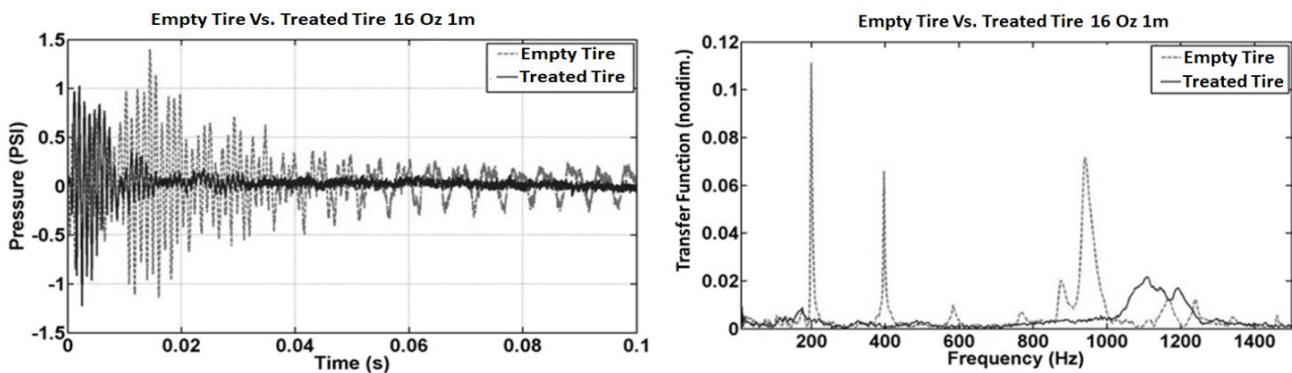 Empty Tire Vs. Treated Tire 16 Oz 1m
1.5
1
0.5
0
-0.5
-1
-1.5
Pressure (PSI)
Empty Tire
Treated Tire
0
0.02
0.04
0.06
0.08
0.1
Time (s)
Empty Tire Vs. Treated Tire 16 Oz 1m
0.12
0.10
0.08
0.06
0.04
0.02
0
Transfer Function (nondim.)
Empty Tire
Treated Tire
200
400
600
800
1000
1200
1400
Frequency (Hz)